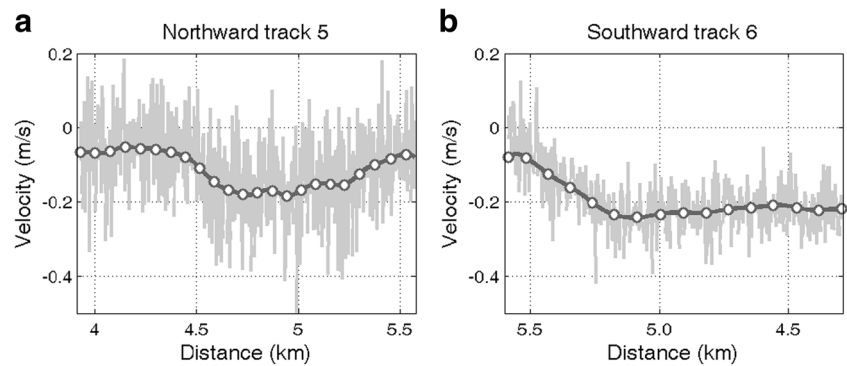 a
Northward track 5
Velocity (m/s)
0.2
0
-0.2
-0.4
4
4.5
5
5.5
Distance (km)
b
Southward track 6
Velocity (m/s)
0.2
0
-0.2
-0.4
5.5
5.0
4.5
Distance (km)